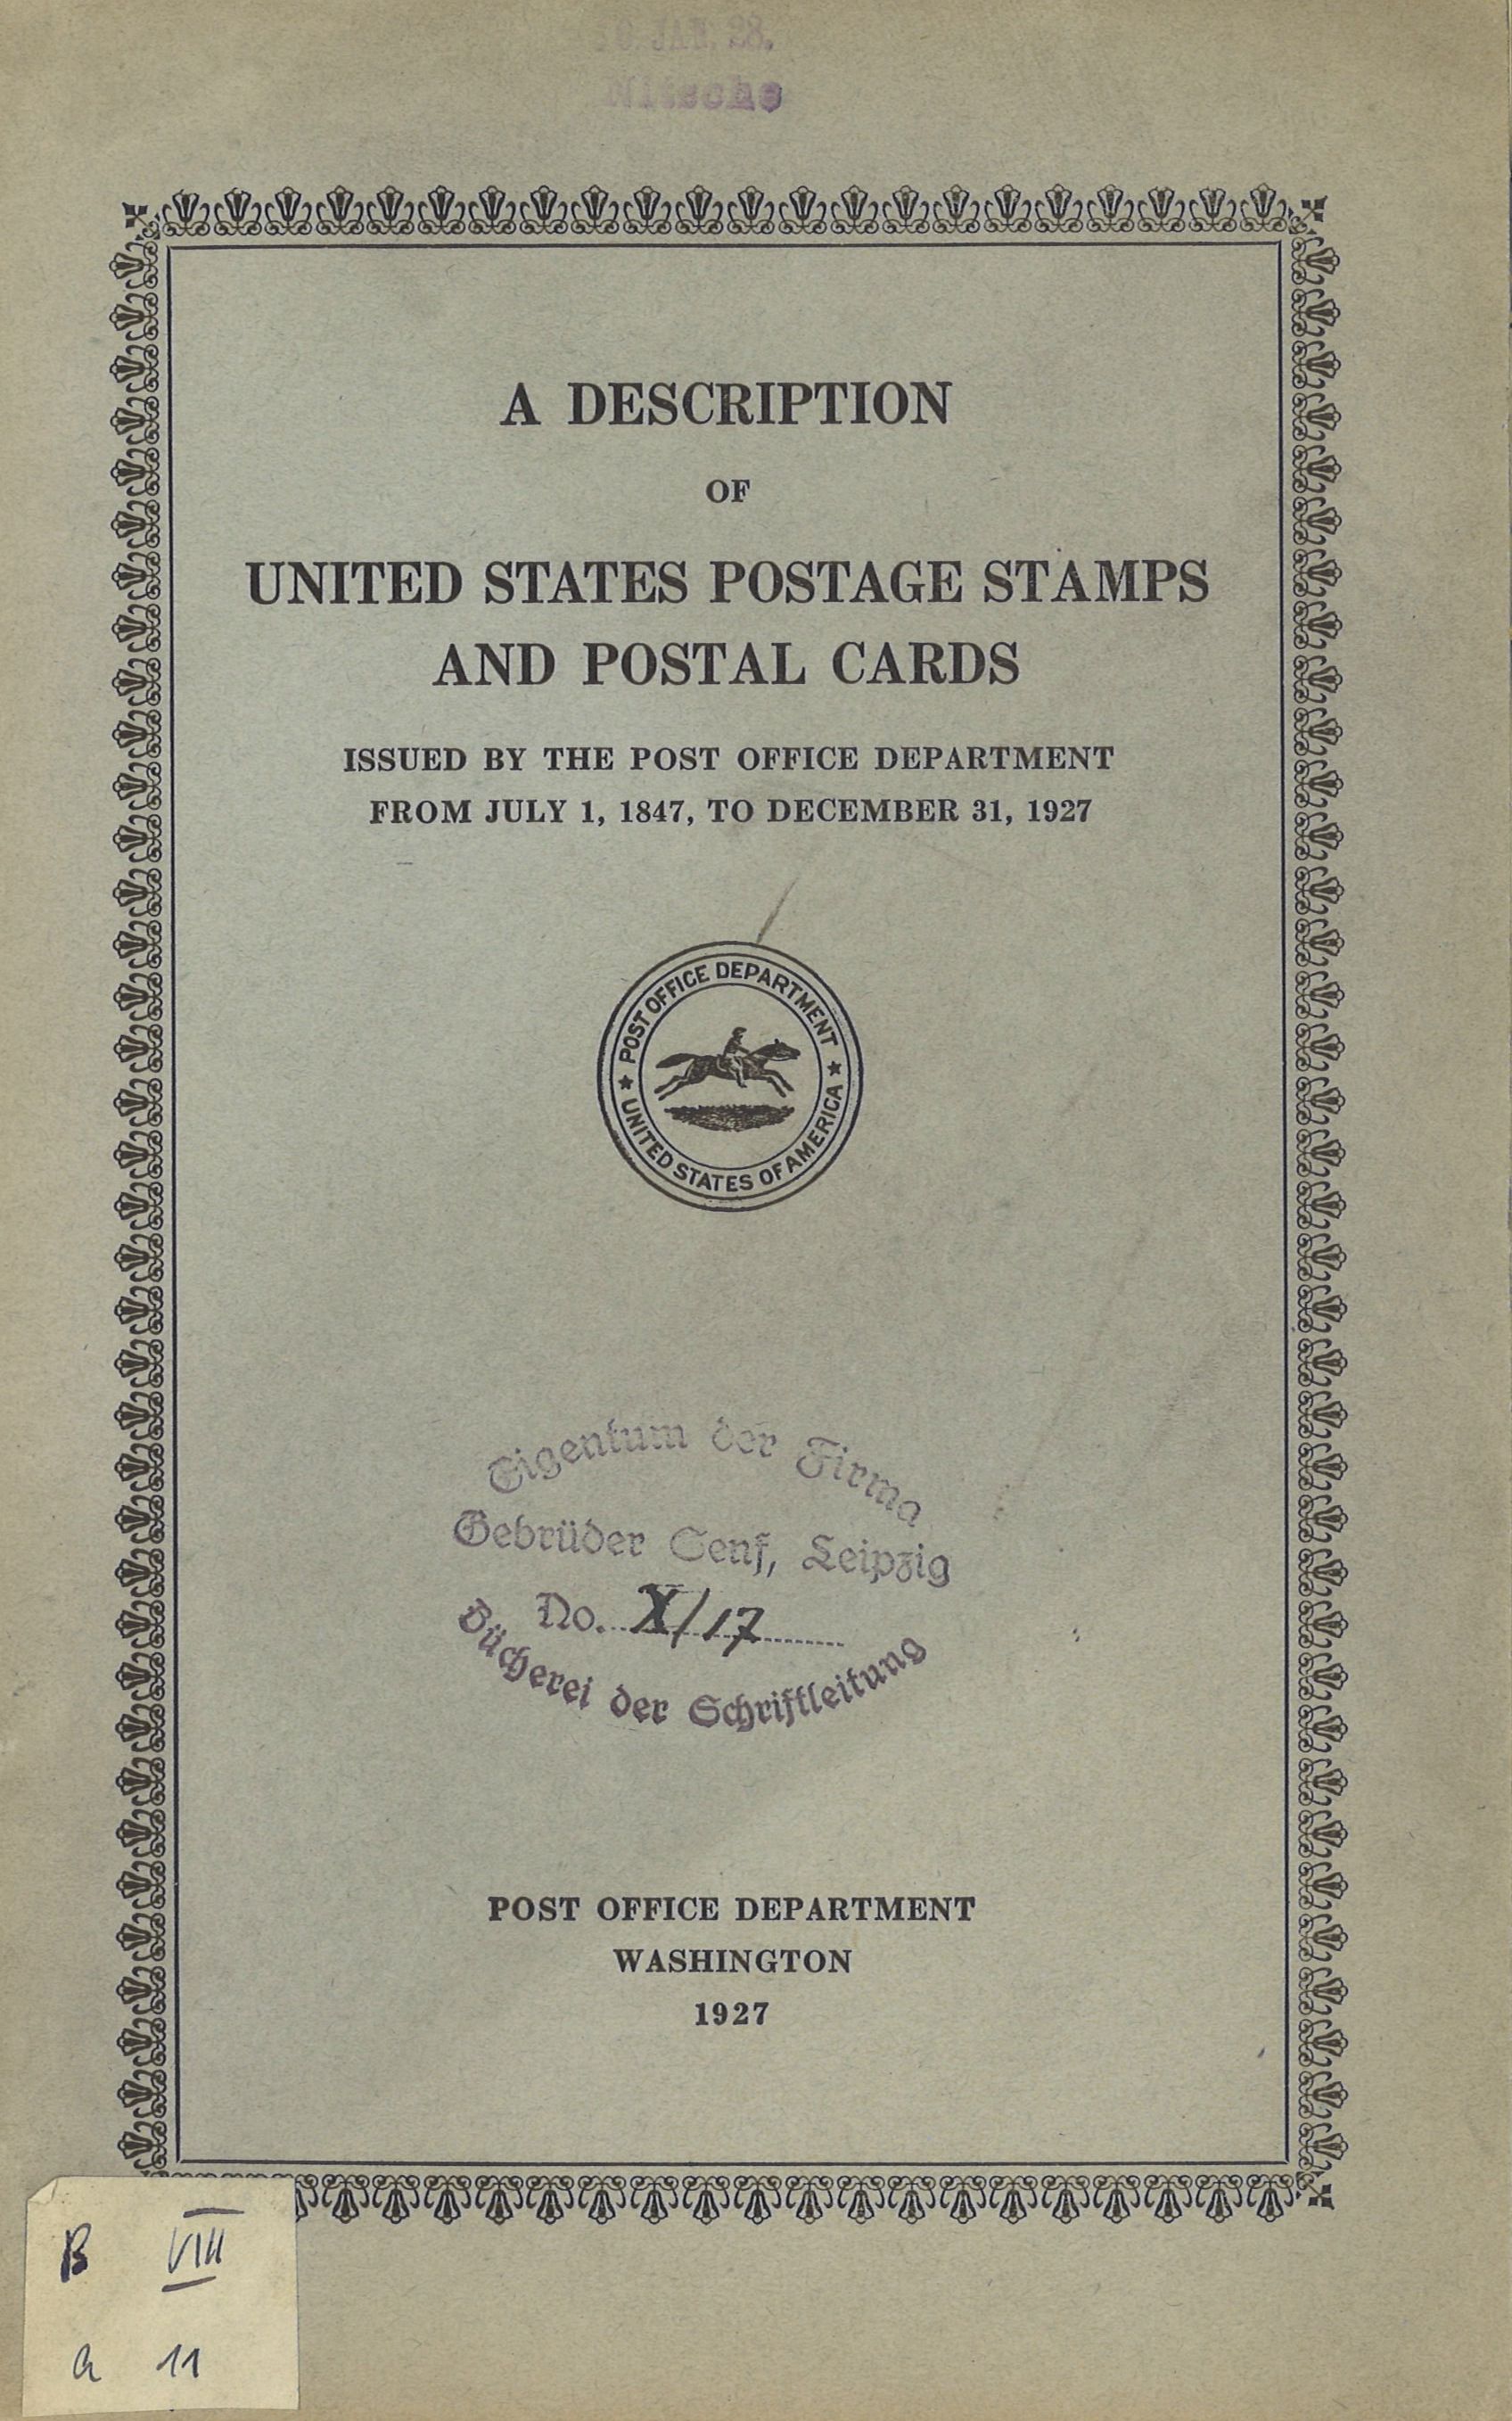 JAN. 28.
A DESCRIPTION
OF
UNITED STATES POSTAGE STAMPS
AND POSTAL CARDS
ISSUED BY THE POST OFFICE DEPARTMENT
FROM JULY 1, 1847, TO DECEMBER 31, 1927
★ POST OFFICE DEPARTMENT ★
UNITED STATES OF AMERICA
Eigentum der Firma
Gebrüder Senf, Leipzig
No. X/17
Bücherei der Schriftleitung
POST OFFICE DEPARTMENT
WASHINGTON
1927
B VIII
a 11